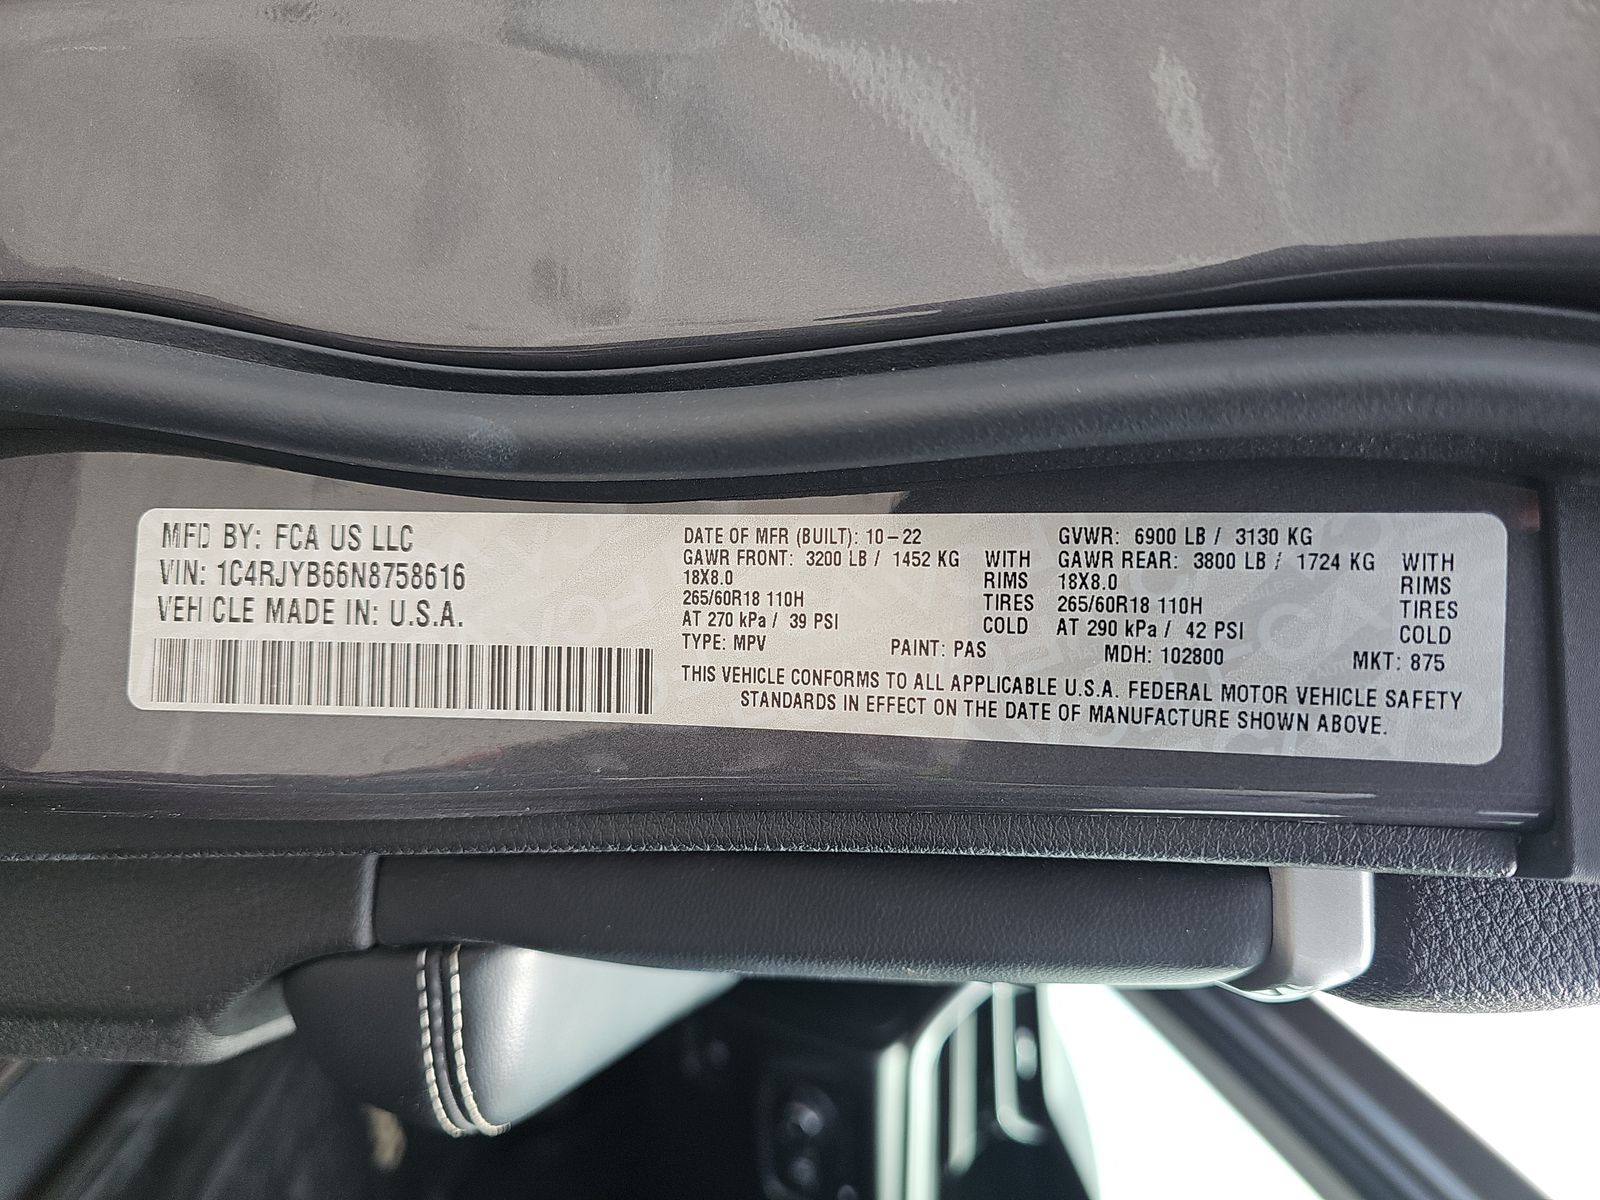 MFD BY: FCA US LLC
VIN: 1C4RJYB66N8758616
VEHICLE MADE IN: U.S.A.
DATE OF MFR (BUILT): 10-22 GVWR: 6900 LB / 3130 KG
GAWR FRONT: 3200 LB / 1452 KG WITH GAWR REAR: 3800 LB / 1724 KG WITH
18X8.0 RIMS 18X8.0 RIMS
265/60R18 110H TIRES 265/60R18 110H TIRES
AT 270 kPa / 39 PSI COLD AT 290 kPa / 42 PSI COLD
TYPE: MPV PAINT: PAS MDH: 102800 MKT: 875
THIS VEHICLE CONFORMS TO ALL APPLICABLE U.S.A. FEDERAL MOTOR VEHICLE SAFETY
STANDARDS IN EFFECT ON THE DATE OF MANUFACTURE SHOWN ABOVE.